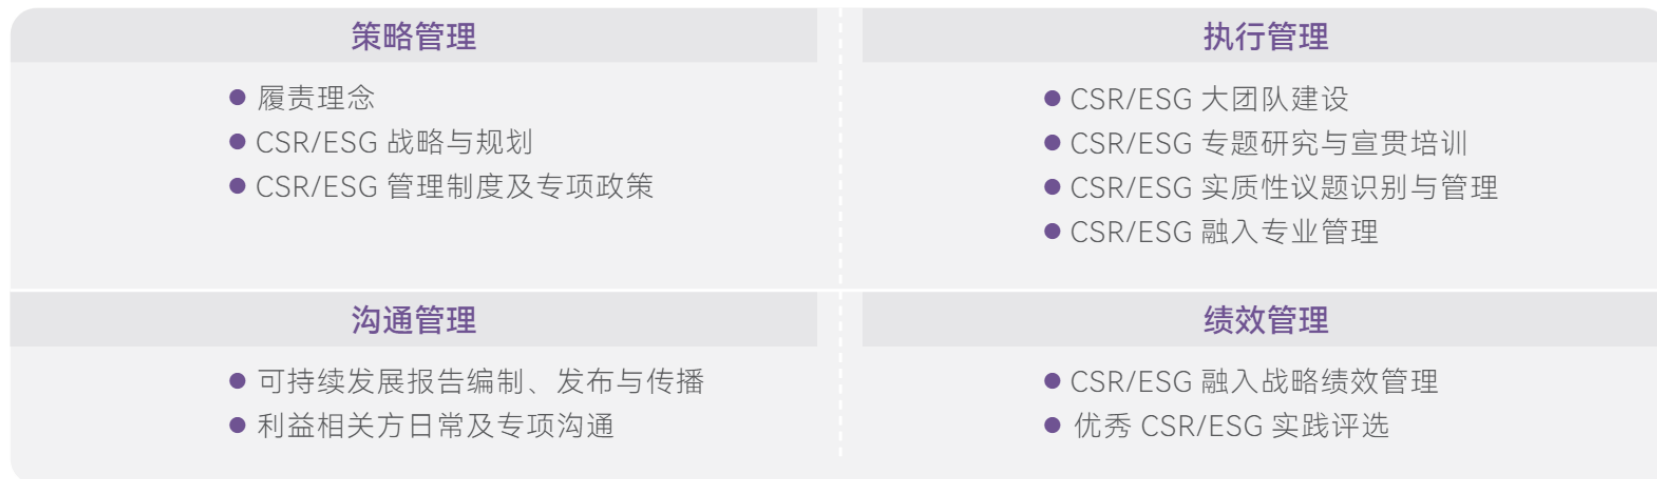 策略管理
履责理念
CSR/ESG 战略与规划
CSR/ESG 管理制度及专项政策
执行管理
CSR/ESG 大团队建设
CSR/ESG 专题研究与宣贯培训
CSR/ESG 实质性议题识别与管理
CSR/ESG 融入专业管理
沟通管理
可持续发展报告编制、发布与传播
利益相关方日常及专项沟通
绩效管理
CSR/ESG 融入战略绩效管理
优秀 CSR/ESG 实践评选